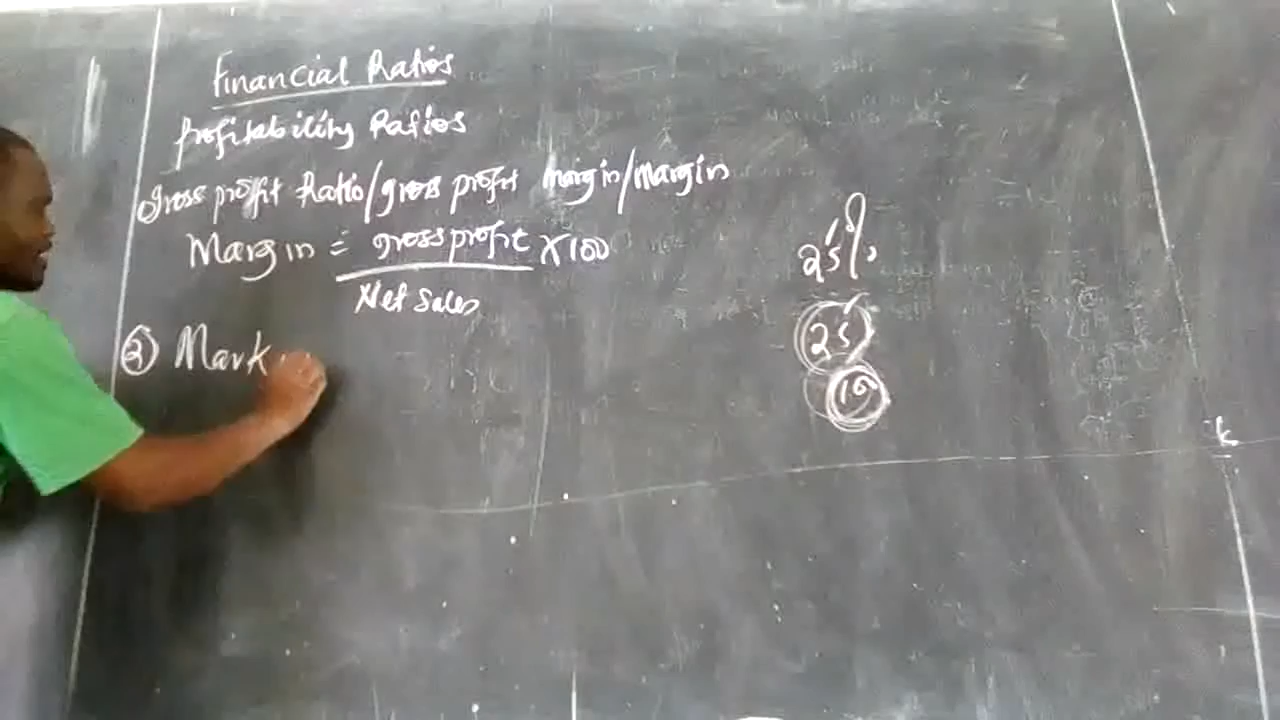 Financial Ratios
Profitability Ratios
Gross profit Ratio/gross profit margin/margin
Margin = gross profit × 100
Net Sales
② Mark
25%
25
10
k